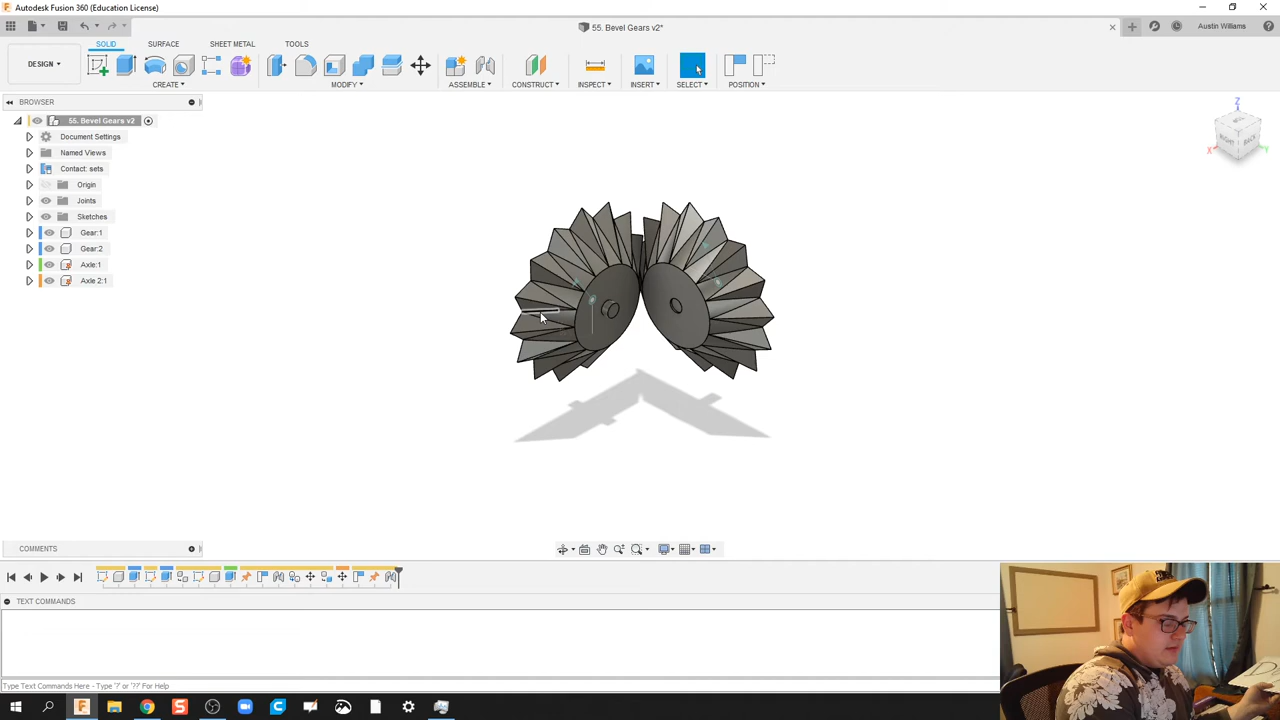 Autodesk Fusion 360 (Education License)
55. Bevel Gears v2*
Austin Williams
SOLID SURFACE SHEET METAL TOOLS
DESIGN
CREATE MODIFY ASSEMBLE CONSTRUCT INSPECT INSERT SELECT POSITION
BROWSER
55. Bevel Gears v2
Document Settings
Named Views
Contact: sets
Origin
Joints
Sketches
Gear:1
Gear:2
Axle:1
Axle 2:1
Z
RIGHT BACK
X Y
COMMENTS
TEXT COMMANDS
Type Text Commands Here - Type '?' or '??' For Help
Txt